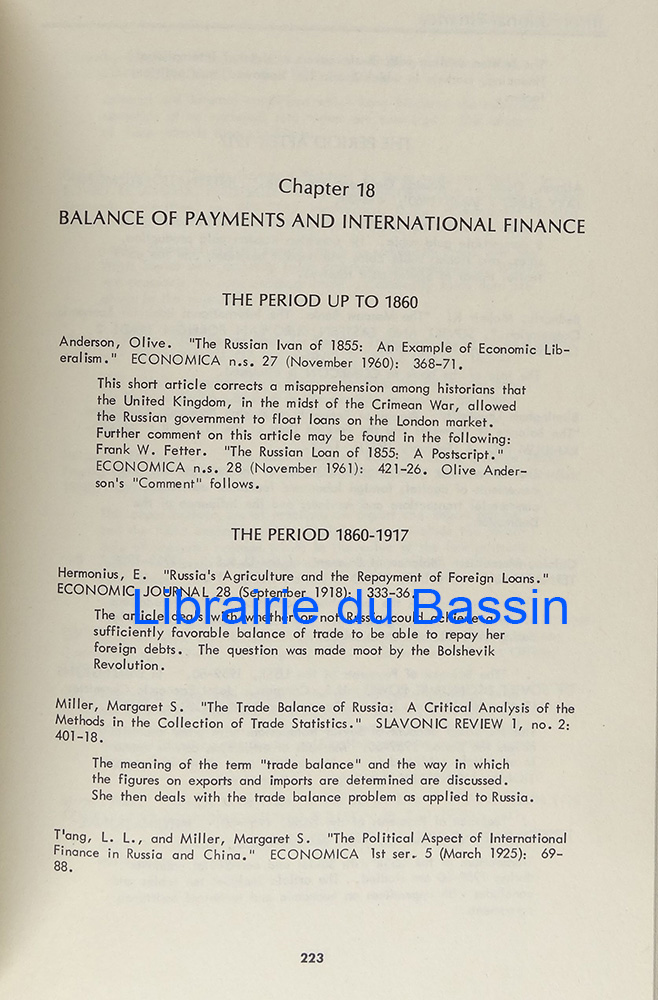 Chapter 18
BALANCE OF PAYMENTS AND INTERNATIONAL FINANCE
THE PERIOD UP TO 1860
Anderson, Olive. "The Russian Ivan of 1855: An Example of Economic Lib-
eralism." ECONOMICA n.s. 27 (November 1960): 368-71.
This short article corrects a misapprehension among historians that
the United Kingdom, in the midst of the Crimean War, allowed
the Russian government to float loans on the London market.
Further comment on this article may be found in the following:
Frank W. Fetter. "The Russian Loan of 1855: A Postscript."
ECONOMICA n.s. 28 (November 1961): 421-26. Olive Ander-
son's "Comment" follows.
THE PERIOD 1860-1917
Hermonius, E. "Russia's Agriculture and the Repayment of Foreign Loans."
ECONOMIC JOURNAL 28 (September 1918): 333-36.
Librairie du Bassin
The article deals with whether or not Russia could achieve a
sufficiently favorable balance of trade to be able to repay her
foreign debts. The question was made moot by the Bolshevik
Revolution.
Miller, Margaret S. "The Trade Balance of Russia: A Critical Analysis of the
Methods in the Collection of Trade Statistics." SLAVONIC REVIEW 1, no. 2:
401-18.
The meaning of the term "trade balance" and the way in which
the figures on exports and imports are determined are discussed.
She then deals with the trade balance problem as applied to Russia.
T'ang, L. L., and Miller, Margaret S. "The Political Aspect of International
Finance in Russia and China." ECONOMICA 1st ser. 5 (March 1925): 69-
88.
223